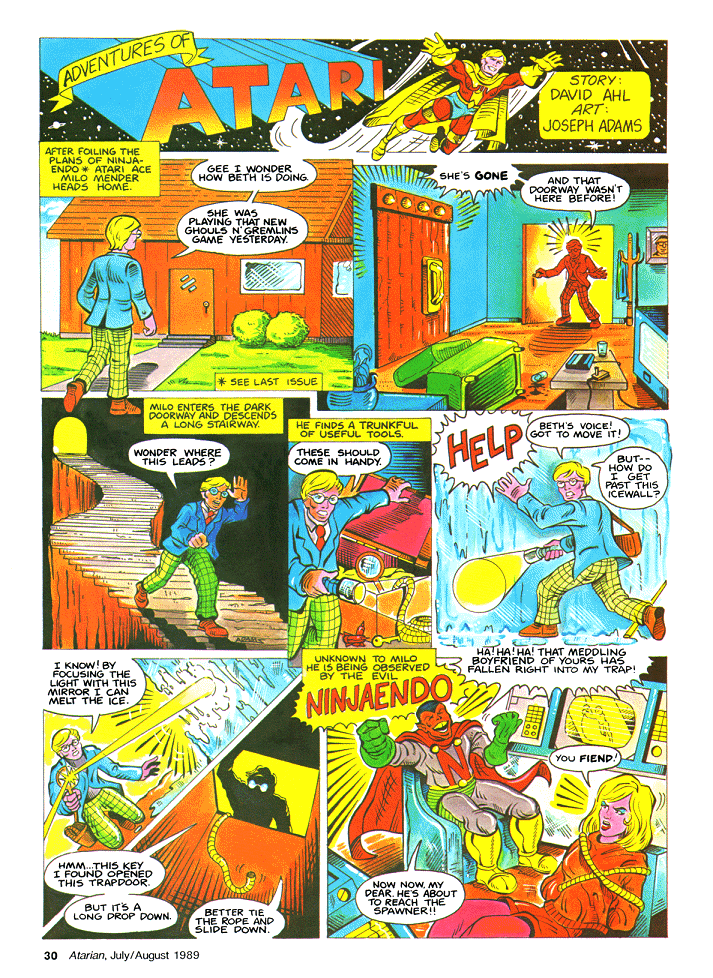 ADVENTURES OF
ATARI
STORY:
DAVID AHL
ART:
JOSEPH ADAMS
AFTER FOILING THE
PLANS OF NINJA-
ENDO * ATARI ACE
MILO MENDER
HEADS HOME.
GEE I WONDER
HOW BETH IS DOING.
SHE WAS
PLAYING THAT NEW
GHOULS N' GREMLINS
GAME YESTERDAY.
* SEE LAST ISSUE
SHE'S GONE
AND THAT
DOORWAY WASN'T
HERE BEFORE!
MILO ENTERS THE DARK
DOORWAY AND DESCENDS
A LONG STAIRWAY.
WONDER WHERE
THIS LEADS?
ADAMS
HE FINDS A TRUNKFUL
OF USEFUL TOOLS.
THESE SHOULD
COME IN HANDY.
HELP
BETH'S VOICE!
GOT TO MOVE IT!
BUT--
HOW DO
I GET
PAST THIS
ICEWALL?
I KNOW! BY
FOCUSING THE
LIGHT WITH THIS
MIRROR I CAN
MELT THE ICE.
HMM...THIS KEY
I FOUND OPENED
THIS TRAPDOOR.
BUT IT'S A
LONG DROP DOWN.
BETTER TIE
THE ROPE AND
SLIDE DOWN.
UNKNOWN TO MILO
HE IS BEING OBSERVED
BY THE EVIL
NINJAENDO
HA! HA! HA! THAT MEDDLING
BOYFRIEND OF YOURS HAS
FALLEN RIGHT INTO MY TRAP!
N
YOU FIEND!
NOW NOW, MY
DEAR. HE'S ABOUT
TO REACH THE
SPAWNER!!
30 Atarian, July/August 1989